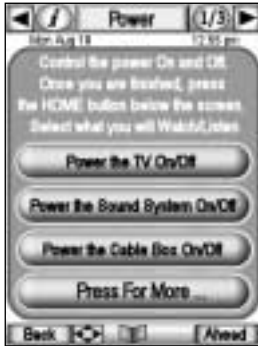 i Power 1/3
Mon Aug 18 12:55 pm
Control the power On and Off.
Once you are finished, press
the HOME button below the screen.
Select what you will Watch/Listen
Power the TV On/Off
Power the Sound System On/Off
Power the Cable Box On/Off
Press For More ...
Back Ahead